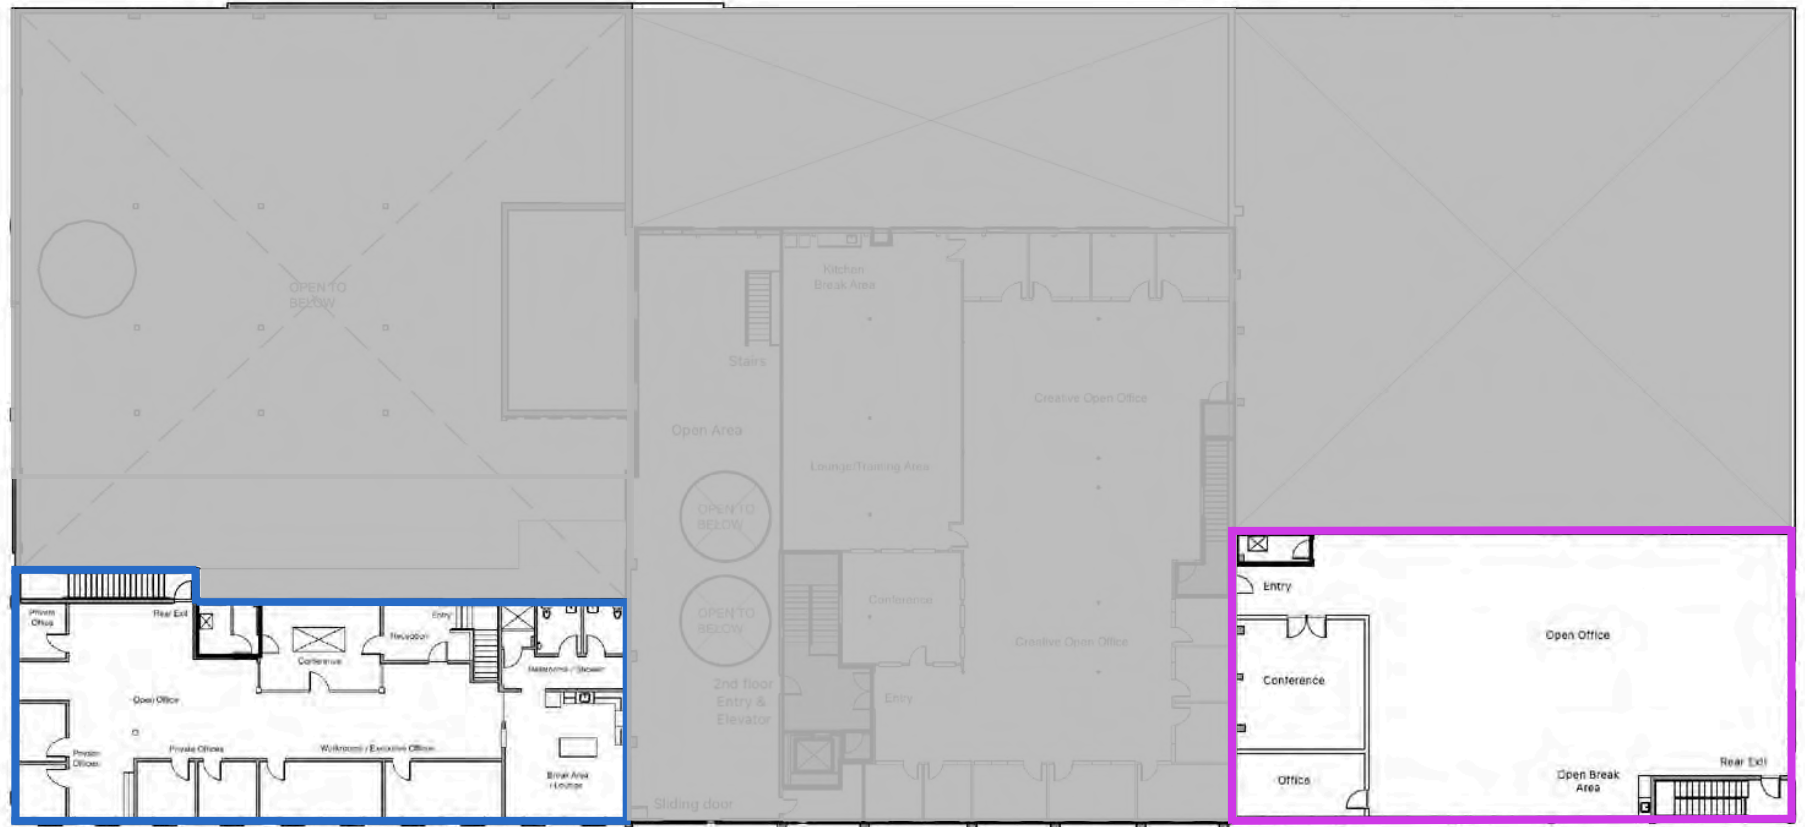 OPEN TO
BELOW
Kitchen
Break Area
Stairs
Open Area
Creative Open Office
Lounge/Training Area
OPEN TO
BELOW
OPEN TO
BELOW
Conference
Creative Open Office
2nd floor
Entry &
Elevator
Entry
Sliding door
Private
Office
Rear Exit
Conference
Entry
Reception
Restrooms / Shower
Open Office
Private
Offices
Private Offices
Workrooms / Executive Offices
Break Area
/ Lounge
Entry
Open Office
Conference
Office
Open Break
Area
Rear Exit